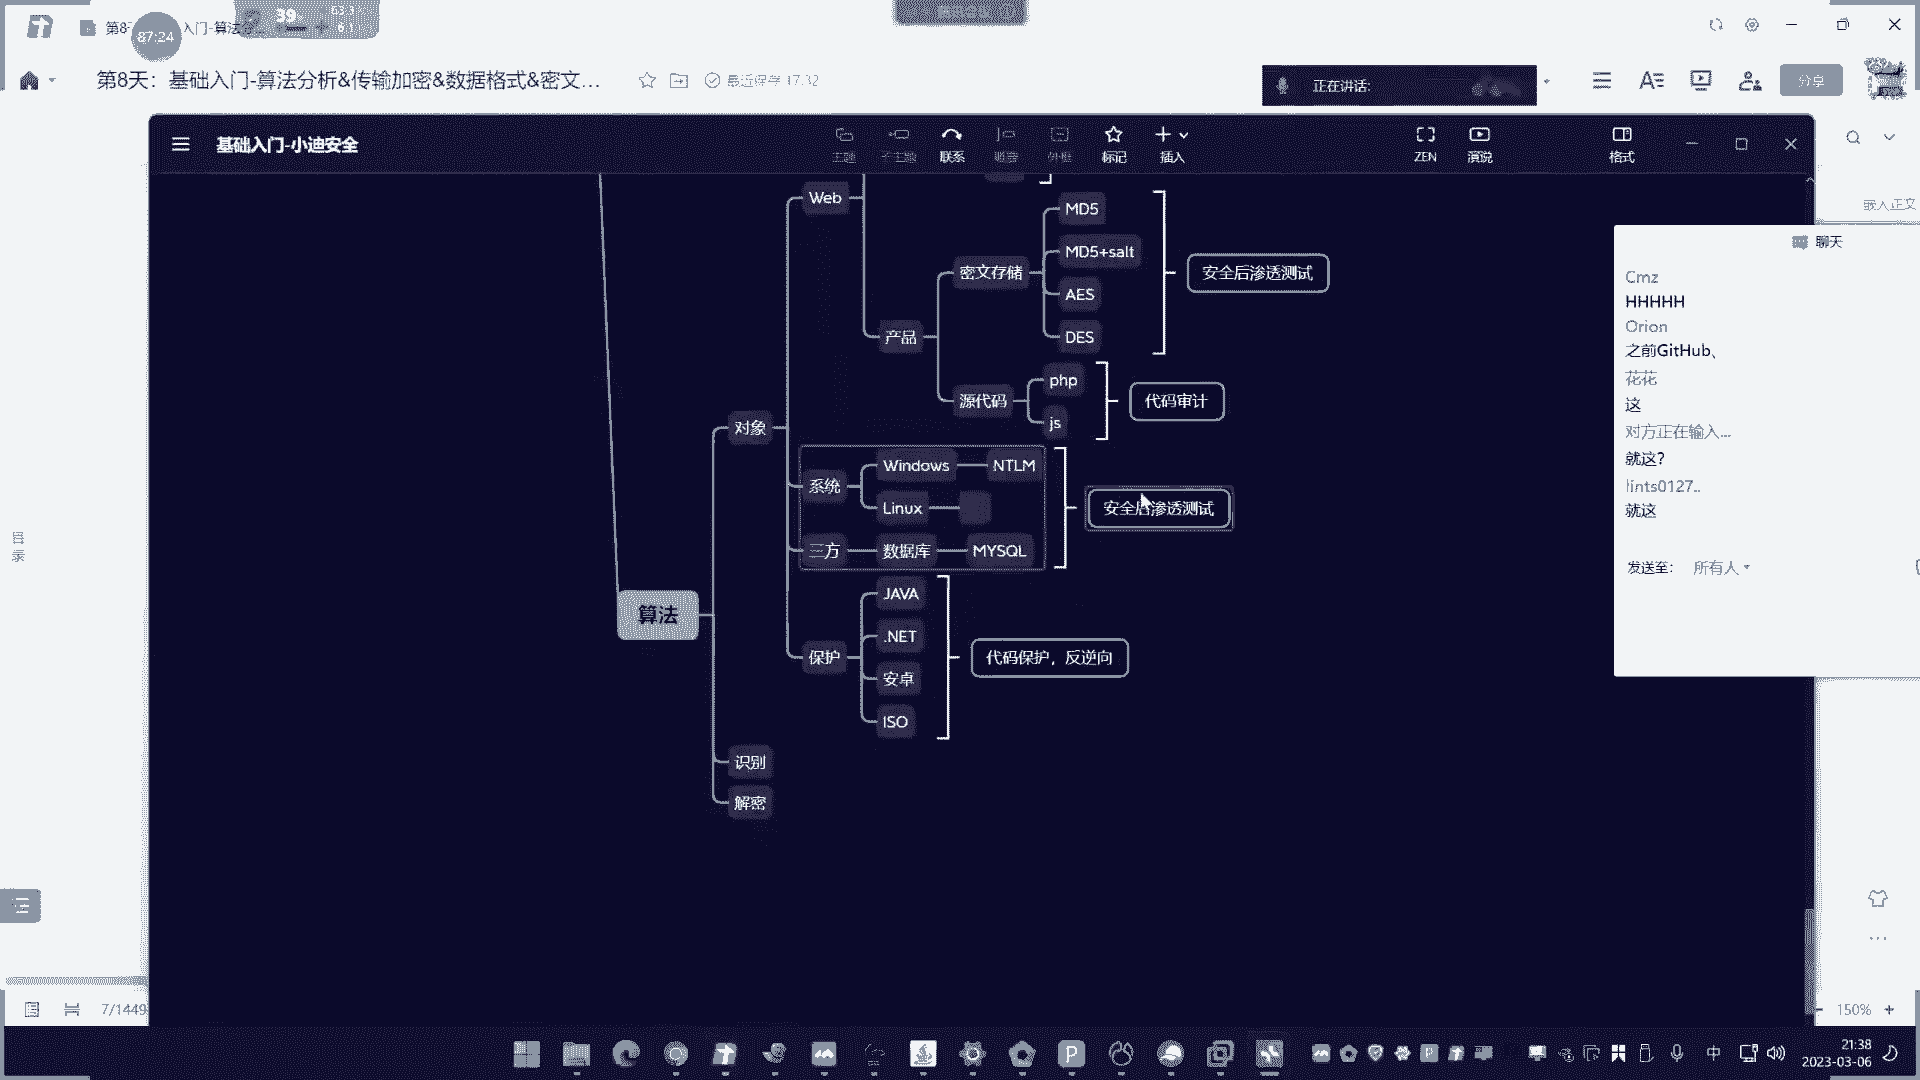 39
87:24
第8天：基础入门-算法分析&传输加密&数据格式&密文...
最近保存 17:32
正在讲话:
分享
基础入门-小迪安全
主题
子主题
联系
概要
外框
标记
插入
ZEN
演说
格式
嵌入正文
Web
MD5
MD5+salt
密文存储
安全后渗透测试
AES
产品
DES
php
源代码
代码审计
js
对象
Windows
NTLM
系统
Linux
安全后渗透测试
三方
数据库
MYSQL
JAVA
算法
.NET
保护
代码保护，反逆向
安卓
ISO
识别
解密
聊天
Cmz
HHHHH
Orion
之前GitHub、
花花
这
对方正在输入...
就这?
lints0127..
就这
发送至:
所有人
目录
7/1449
150%
中
21:38
2023-03-06